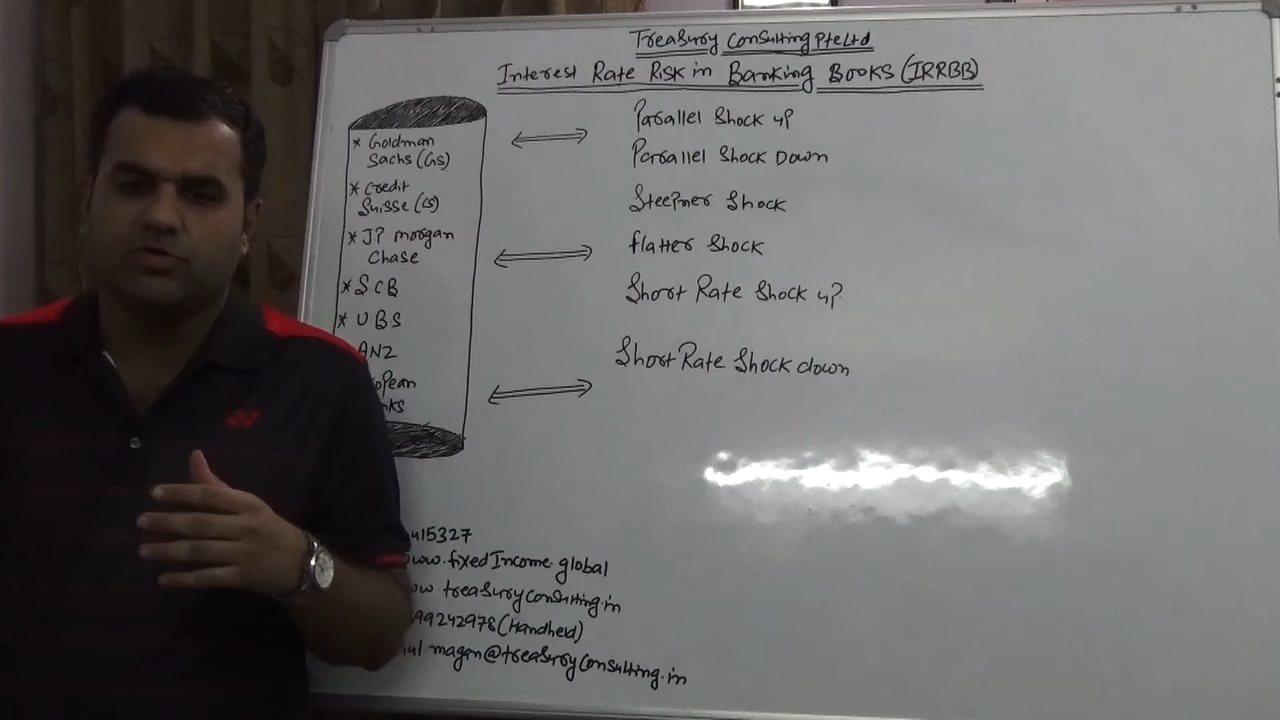 Treasury Consulting Pte Ltd
Interest Rate Risk in Banking Books (IRRBB)
* Goldman
Sachs (GS)
* Credit
Suisse (CS)
* JP Morgan
Chase
* SCB
* UBS
ANZ
Parallel Shock up
Parallel Shock Down
Steepner Shock
flatter Shock
Short Rate Shock up
Short Rate Shock down
415327
www.fixedIncome.global
www.treasuryconsulting.in
99242978 (Handheld)
magan@treasuryconsulting.in